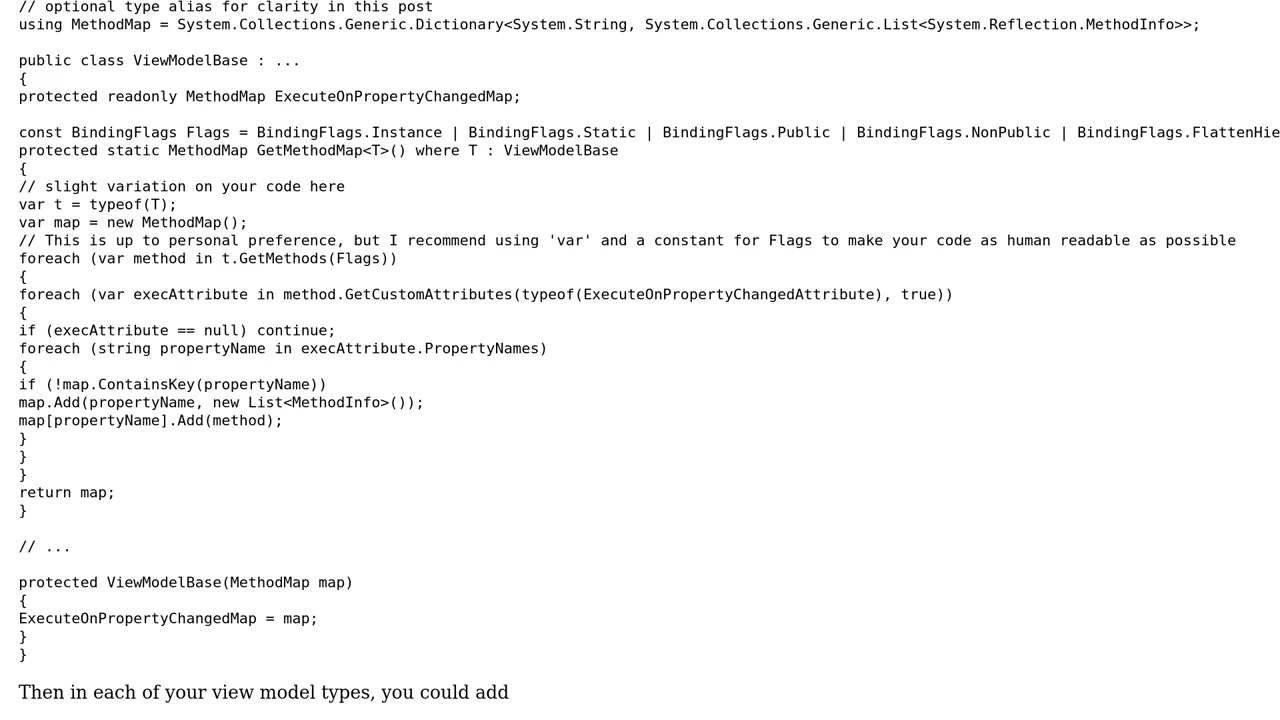 // optional type alias for clarity in this post
using MethodMap = System.Collections.Generic.Dictionary<System.String, System.Collections.Generic.List<System.Reflection.MethodInfo>>;
public class ViewModelBase : ...
{
protected readonly MethodMap ExecuteOnPropertyChangedMap;
const BindingFlags Flags = BindingFlags.Instance | BindingFlags.Static | BindingFlags.Public | BindingFlags.NonPublic | BindingFlags.FlattenHie
protected static MethodMap GetMethodMap<T>() where T : ViewModelBase
{
// slight variation on your code here
var t = typeof(T);
var map = new MethodMap();
// This is up to personal preference, but I recommend using 'var' and a constant for Flags to make your code as human readable as possible
foreach (var method in t.GetMethods(Flags))
{
foreach (var execAttribute in method.GetCustomAttributes(typeof(ExecuteOnPropertyChangedAttribute), true))
{
if (execAttribute == null) continue;
foreach (string propertyName in execAttribute.PropertyNames)
{
if (!map.ContainsKey(propertyName))
map.Add(propertyName, new List<MethodInfo>());
map[propertyName].Add(method);
}
}
}
return map;
}
// ...
protected ViewModelBase(MethodMap map)
{
ExecuteOnPropertyChangedMap = map;
}
}
Then in each of your view model types, you could add